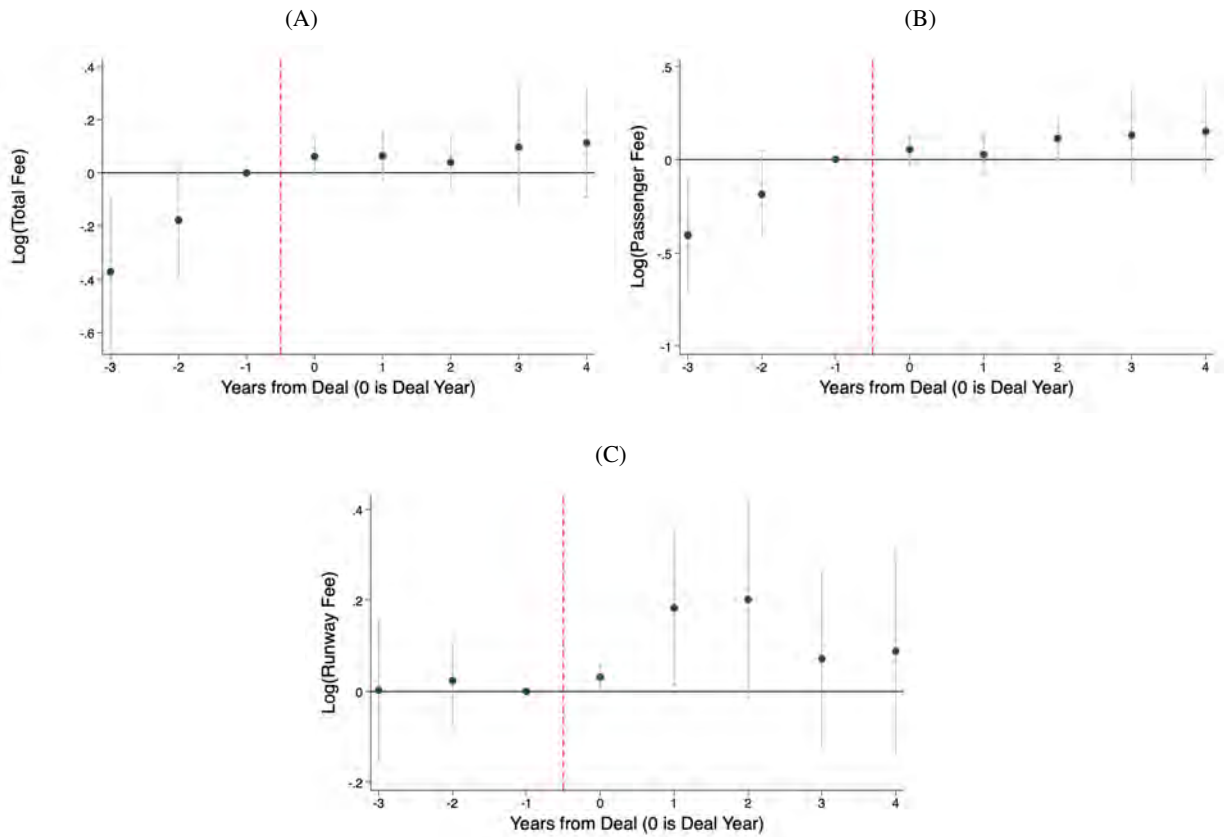 (A)
Log(Total Fee)
.4
.2
0
-.2
-.4
-.6
-3 -2 -1 0 1 2 3 4
Years from Deal (0 is Deal Year)
(B)
Log(Passenger Fee)
.5
0
-.5
-1
-3 -2 -1 0 1 2 3 4
Years from Deal (0 is Deal Year)
(C)
Log(Runway Fee)
.4
.2
0
-.2
-3 -2 -1 0 1 2 3 4
Years from Deal (0 is Deal Year)